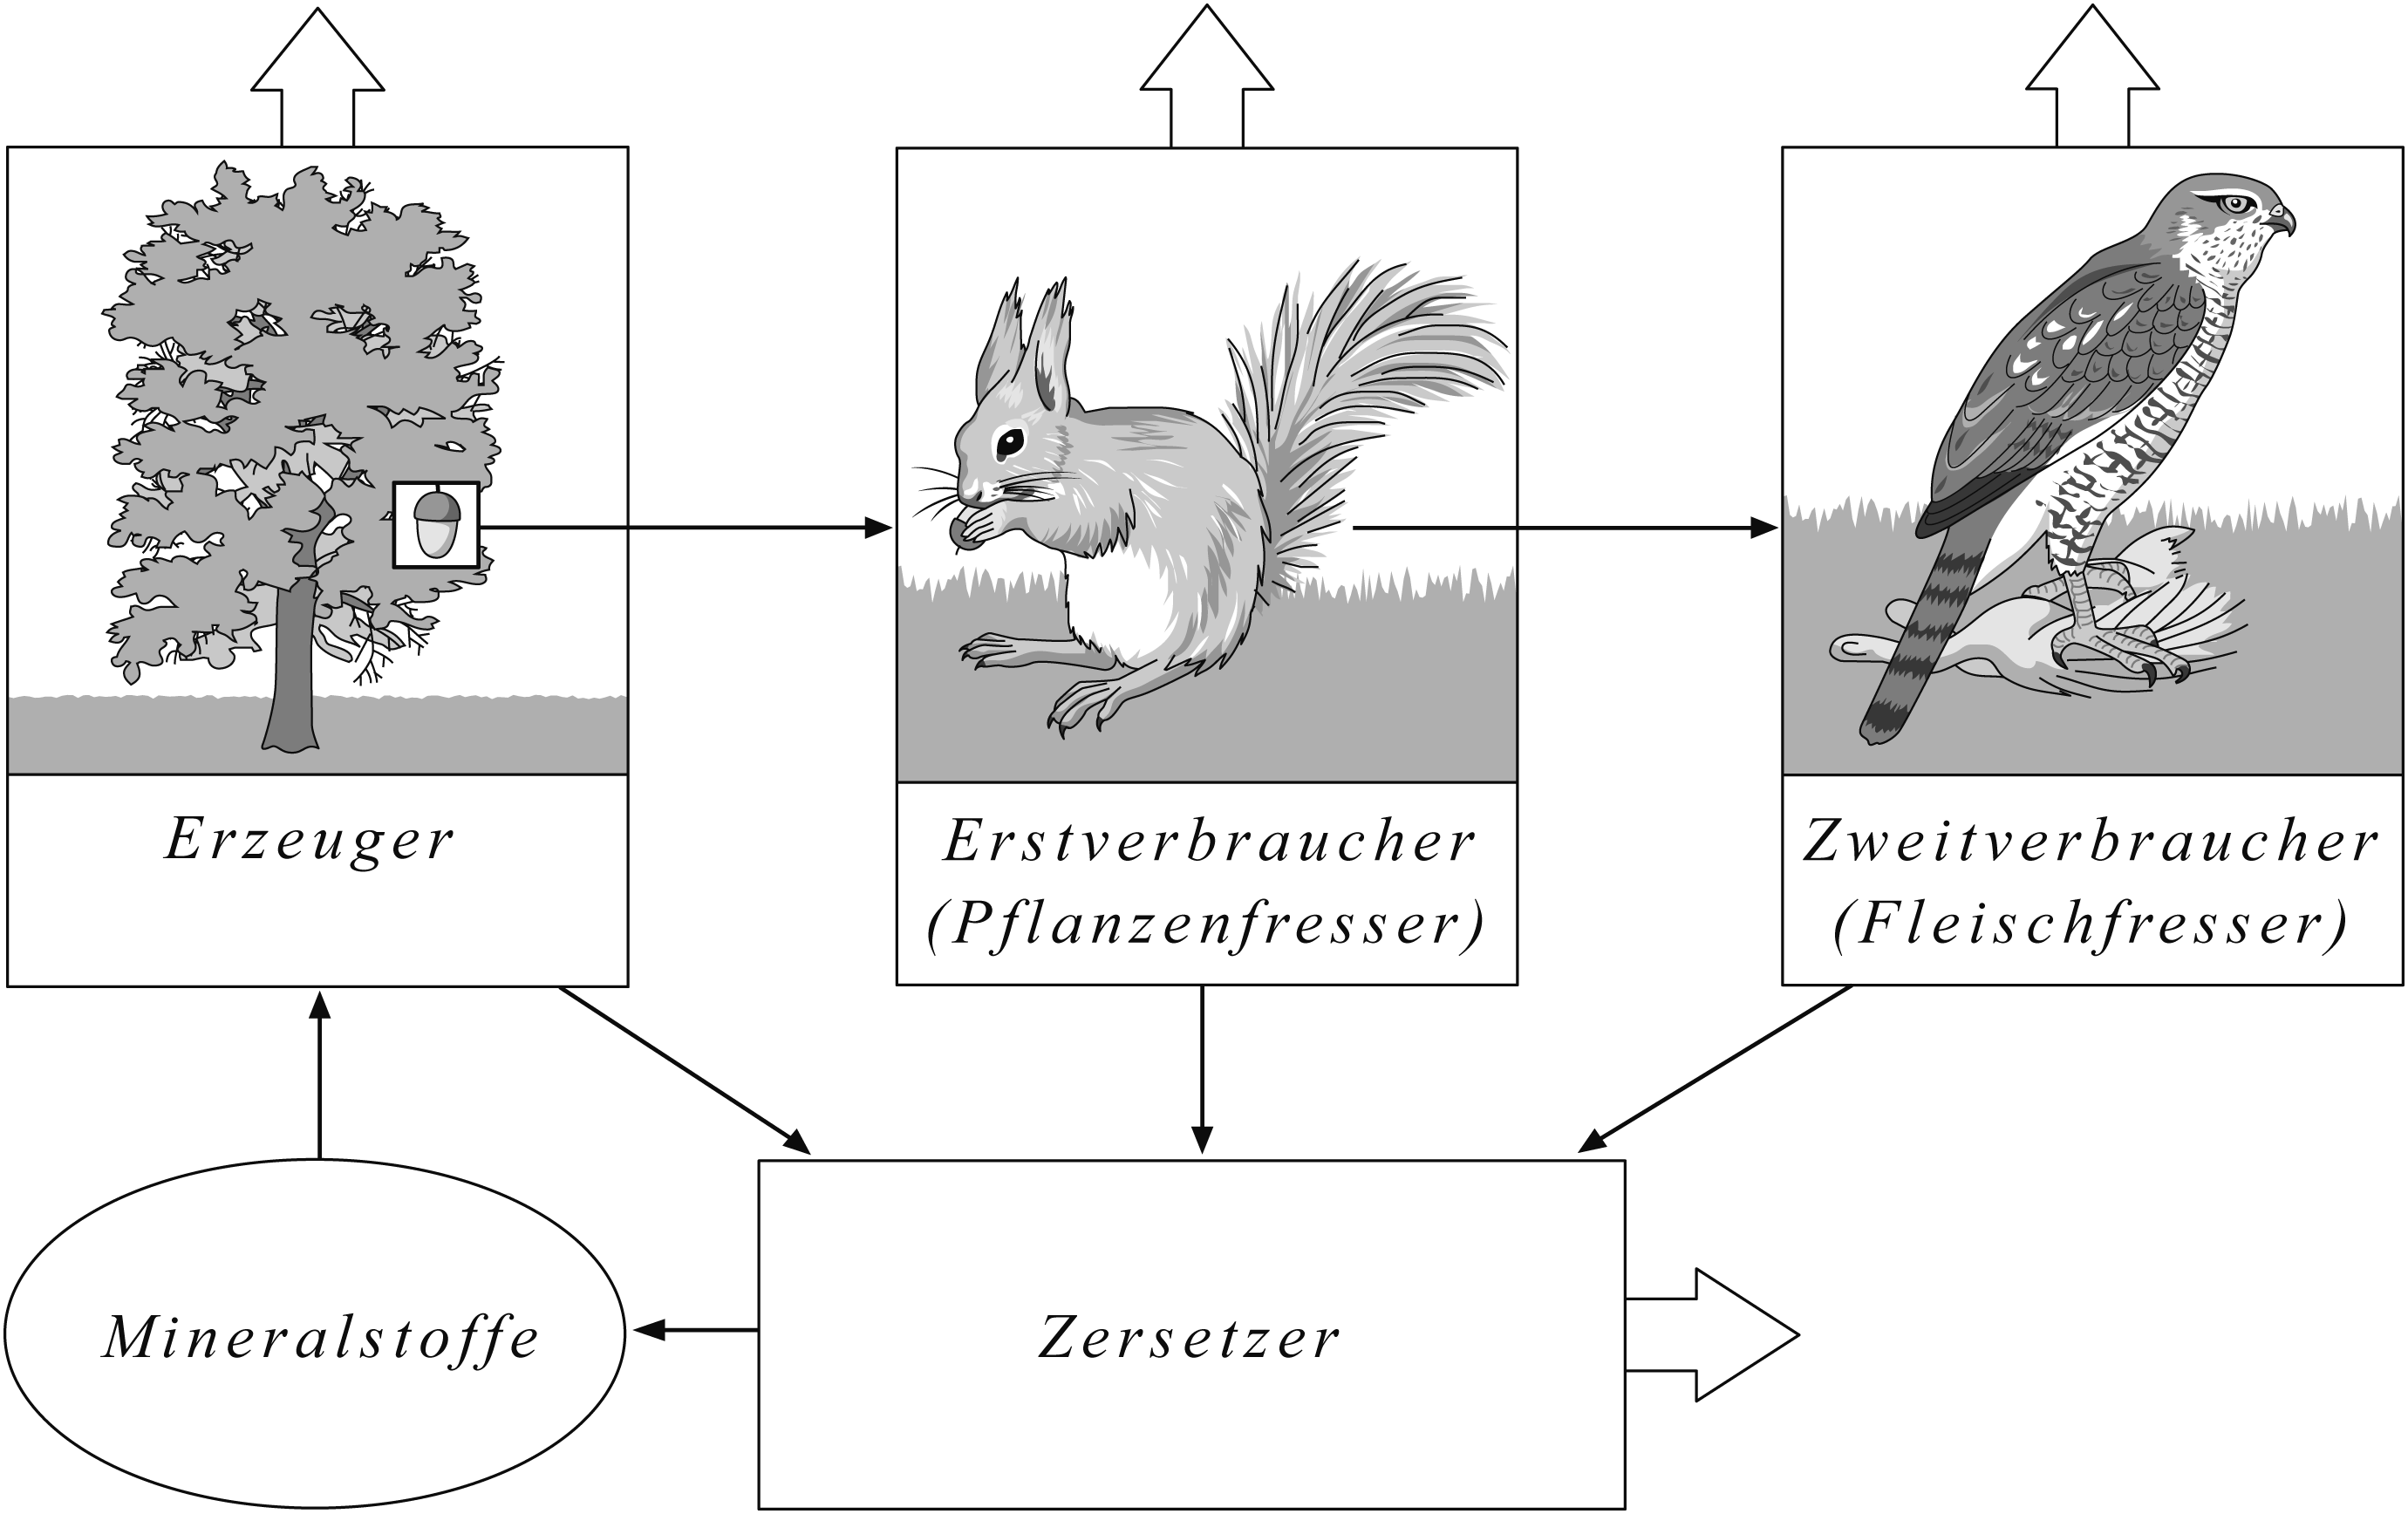 Erzeuger
Erstverbraucher
(Pflanzenfresser)
Zweitverbraucher
(Fleischfresser)
Mineralstoffe
Zersetzer